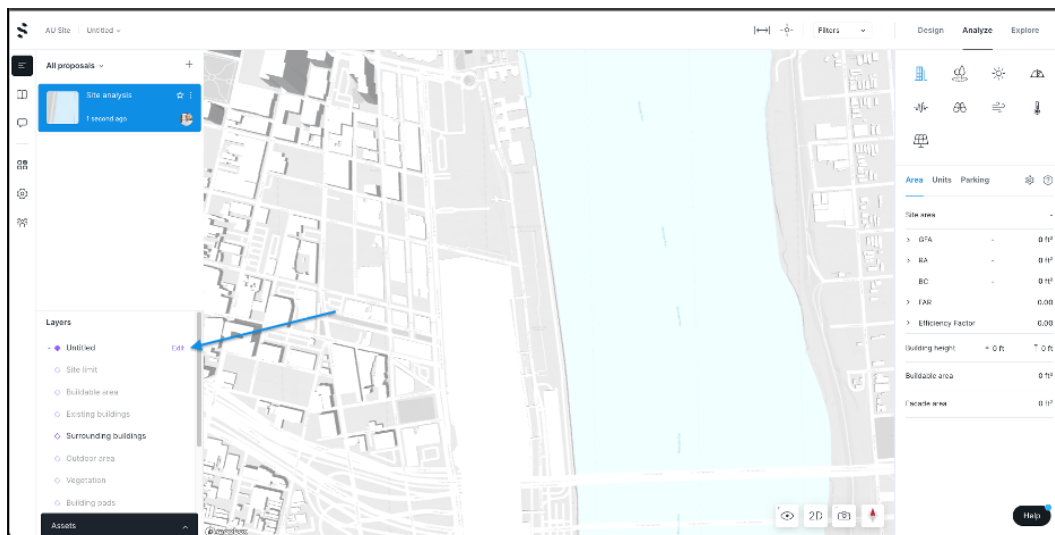 AU Site Untitled
Filters
Design Analyze Explore
All proposals
Site analysis
1 second ago
Layers
Untitled Edit
Site limit
Buildable area
Existing buildings
Surrounding buildings
Outdoor area
Vegetation
Building pads
Assets
Area Units Parking
Site area -
GFA - 0 ft²
BA - 0 ft²
BC - 0 ft²
FAR 0.00
Efficiency Factor 0.00
Building height 0 ft 0 ft
Buildable area 0 ft²
Facade area 0 ft²
2D
Help
mapbox